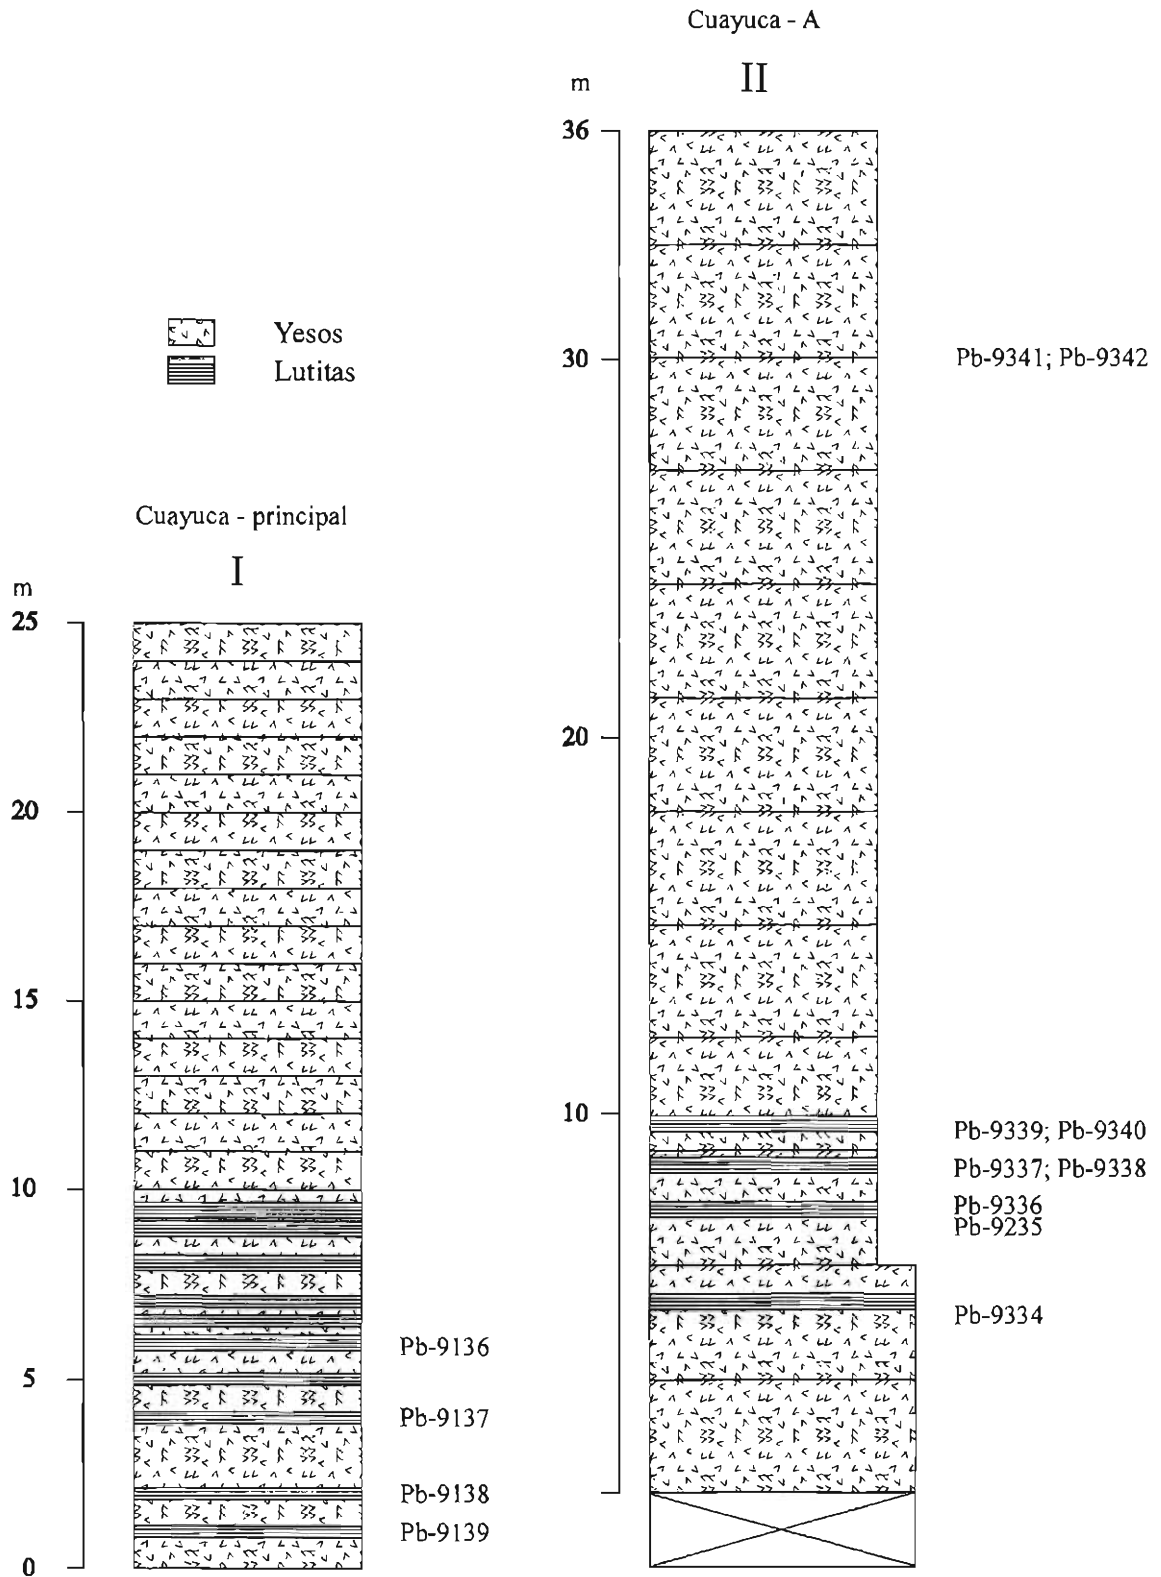 Cuayuca - A
II
m
36
30
20
10
Pb-9341; Pb-9342
Pb-9339; Pb-9340
Pb-9337; Pb-9338
Pb-9336
Pb-9235
Pb-9334
Yesos
Lutitas
Cuayuca - principal
I
m
25
20
15
10
5
0
Pb-9136
Pb-9137
Pb-9138
Pb-9139